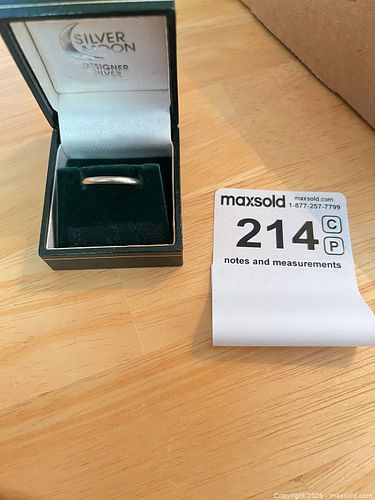 SILVER
MOON
DESIGNER
SILVER
maxsold maxsold.com
1-877-257-7799
214 C
P
notes and measurements
Copyright 2026 - maxsold.com